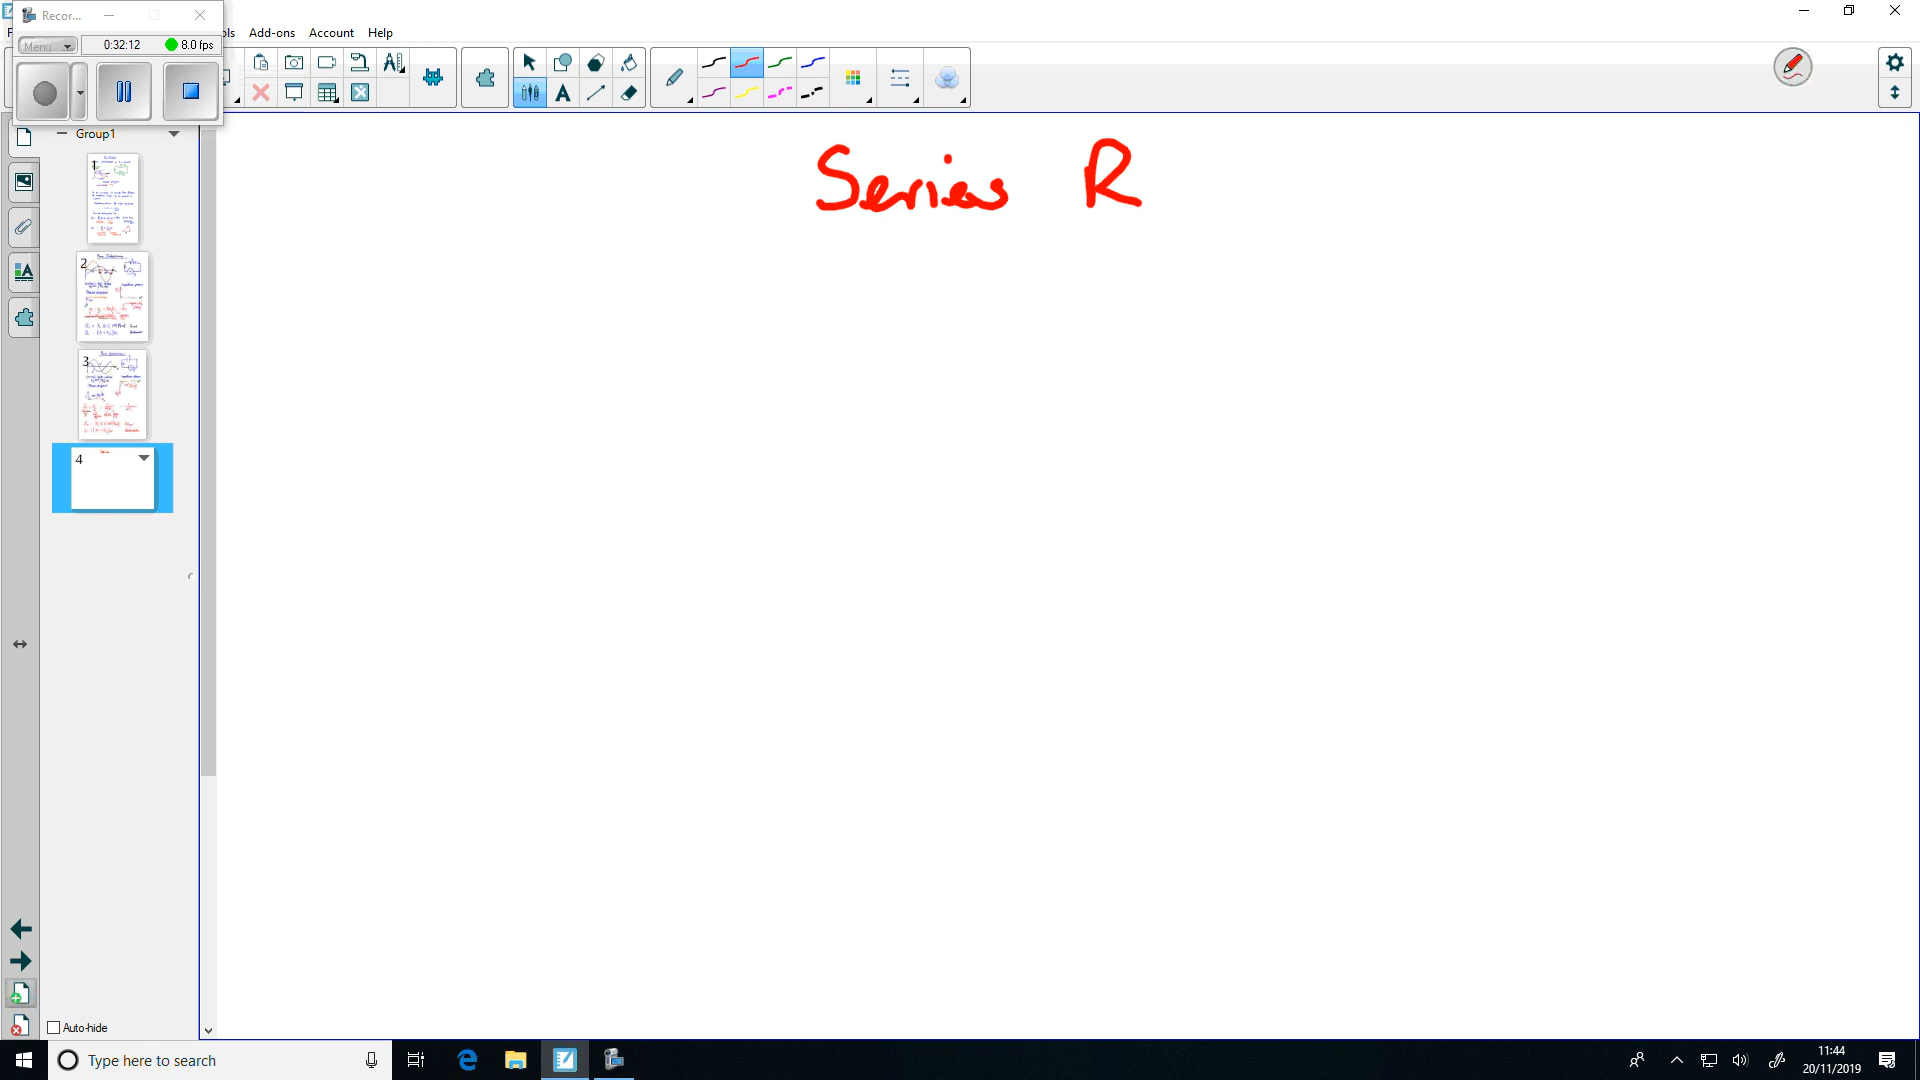 Recor...
Menu
0:32:12
8.0 fps
ols Add-ons Account Help
Group1
1
2
3
4
Series R
Auto-hide
Type here to search
11:44
20/11/2019